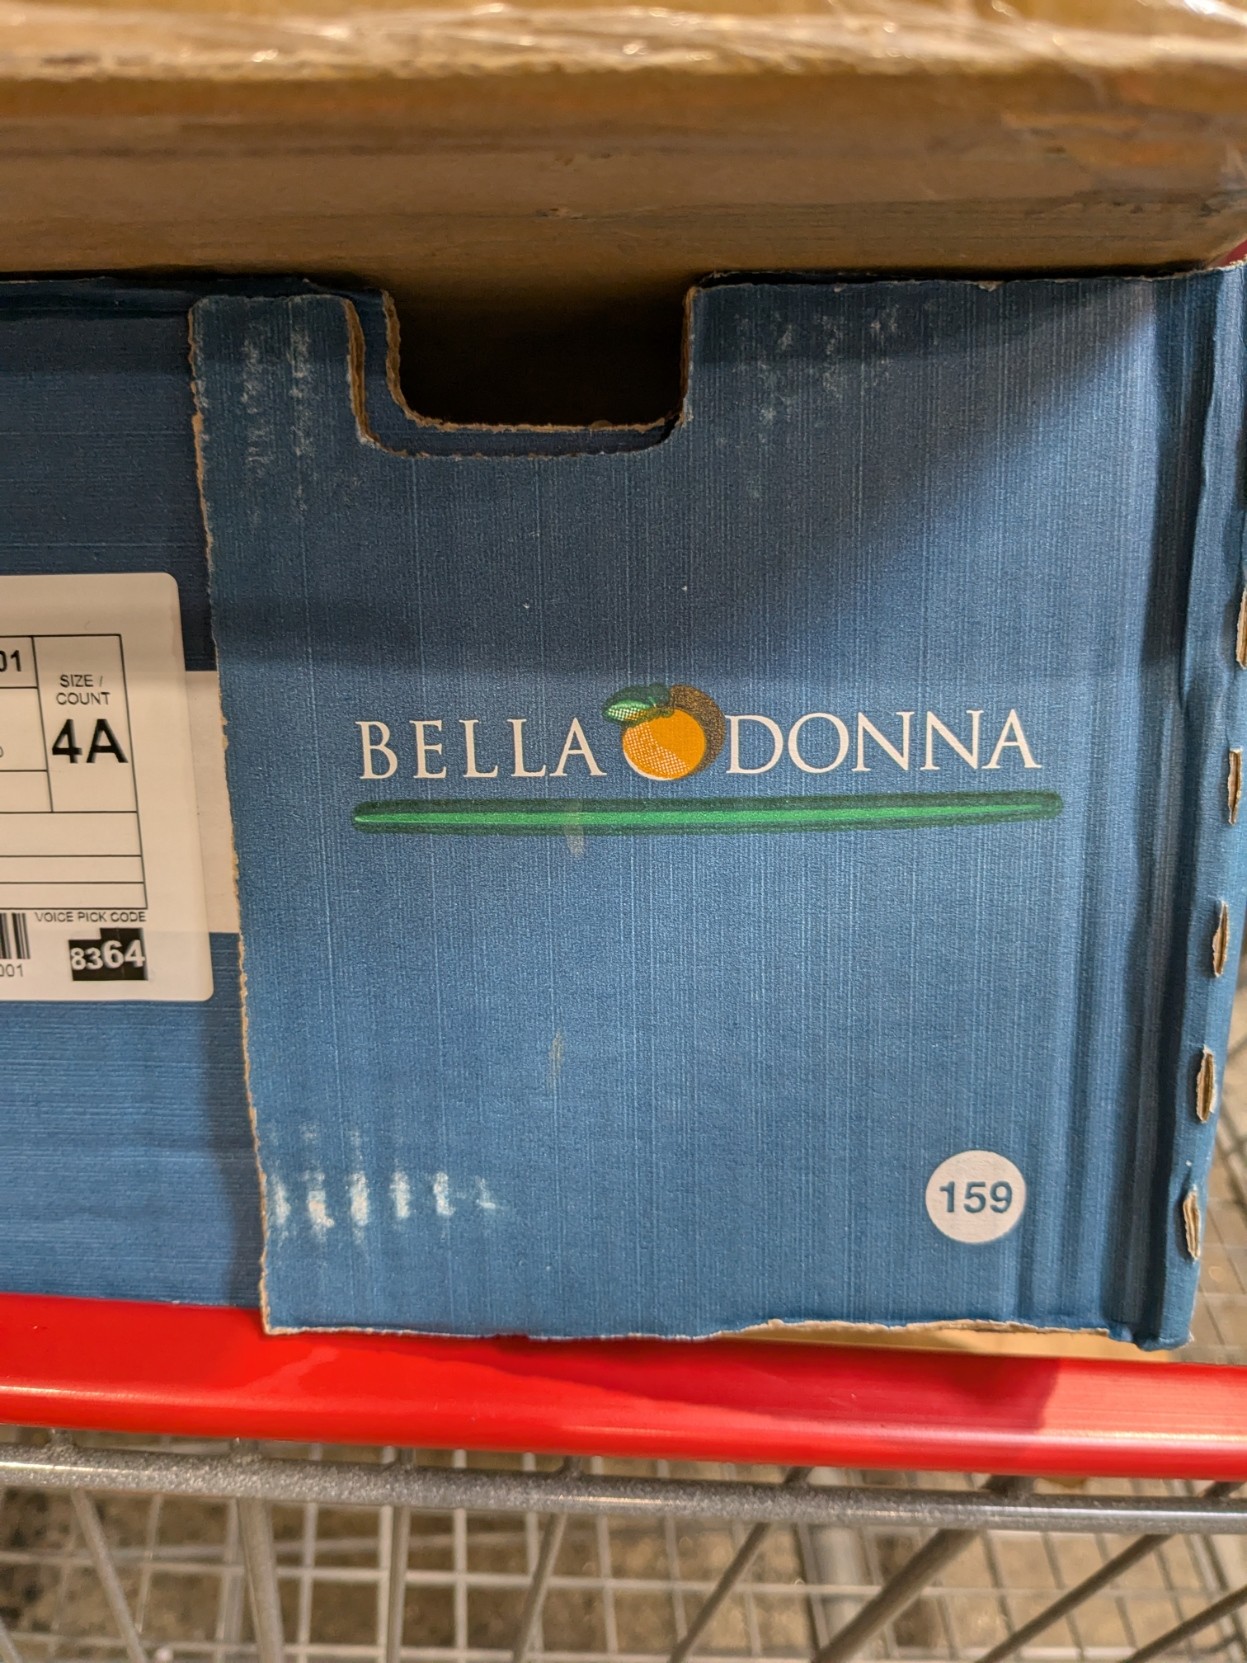 01
SIZE /
COUNT
4A
VOICE PICK CODE
8364
001
BELLA DONNA
159